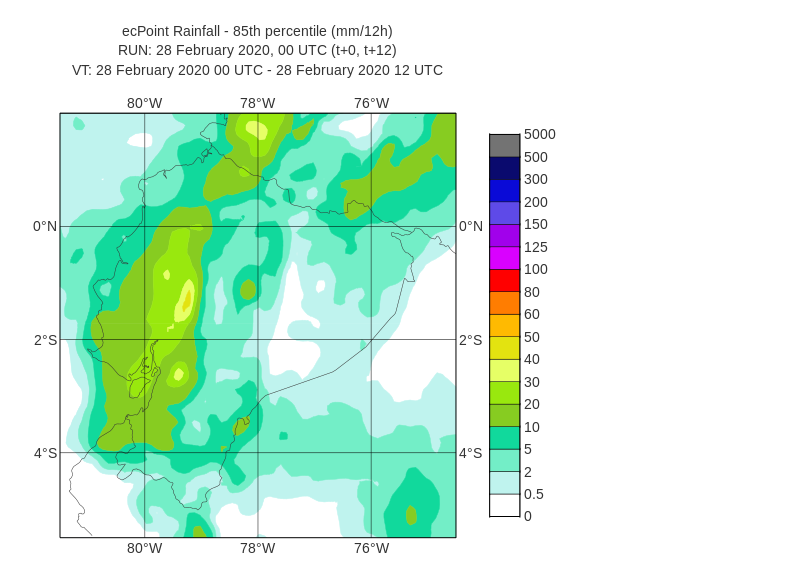 ecPoint Rainfall - 85th percentile (mm/12h)
RUN: 28 February 2020, 00 UTC (t+0, t+12)
VT: 28 February 2020 00 UTC - 28 February 2020 12 UTC
80°W 78°W 76°W
5000
500
300
200
0°N 0°N 150
125
100
80
60
2°S 2°S 50
40
30
20
10
4°S 4°S 5
2
0.5
0
80°W 78°W 76°W